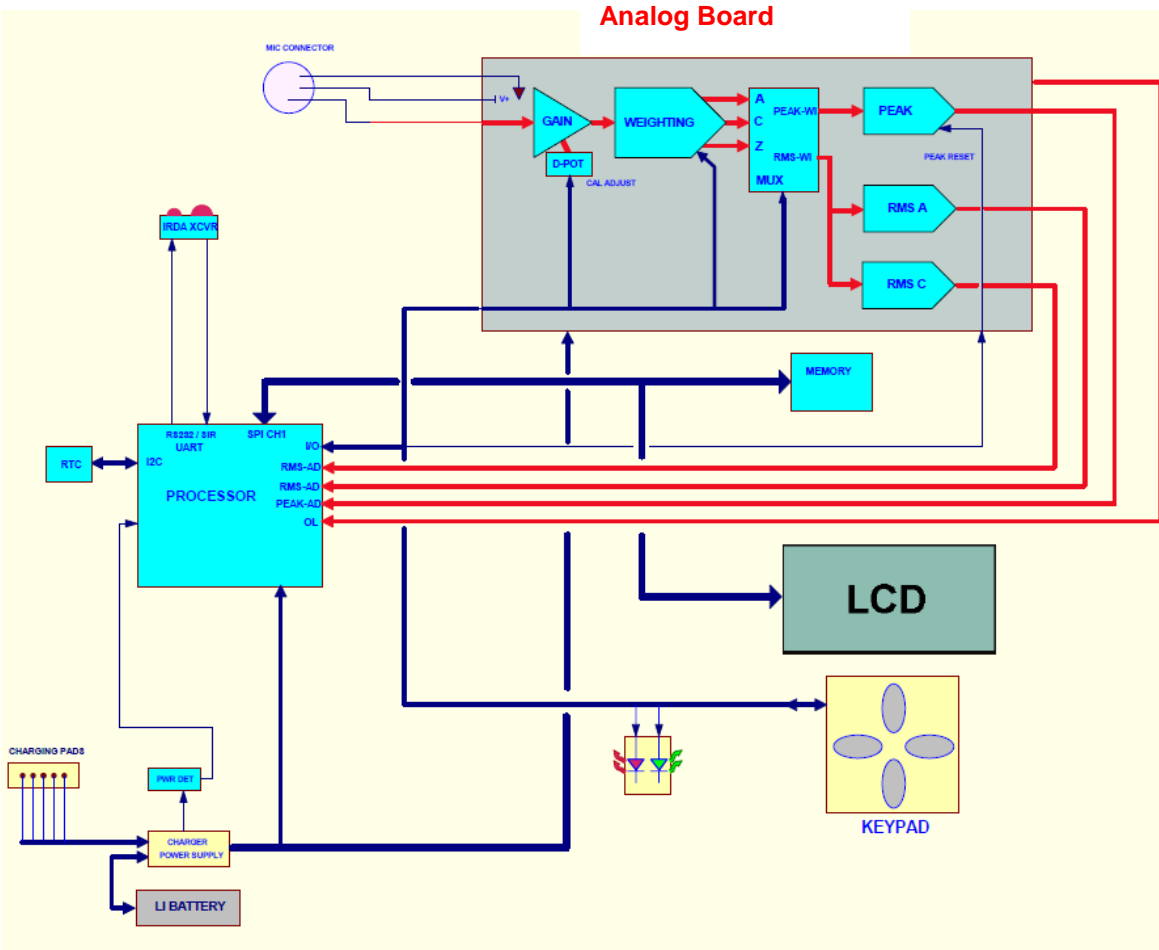 Analog Board
MIC CONNECTOR
V+
GAIN
WEIGHTING
A
C
Z
PEAK-WI
RMS-WI
MUX
PEAK
D-POT
CAL ADJUST
PEAK RESET
RMS A
RMS C
IRDA XCVR
MEMORY
RS232 / SIR
UART
SPI CH1
I/O
RTC
I2C
RMS-AD
RMS-AD
PROCESSOR
PEAK-AD
OL
LCD
CHARGING PADS
PWR DET
KEYPAD
CHARGER
POWER SUPPLY
LI BATTERY